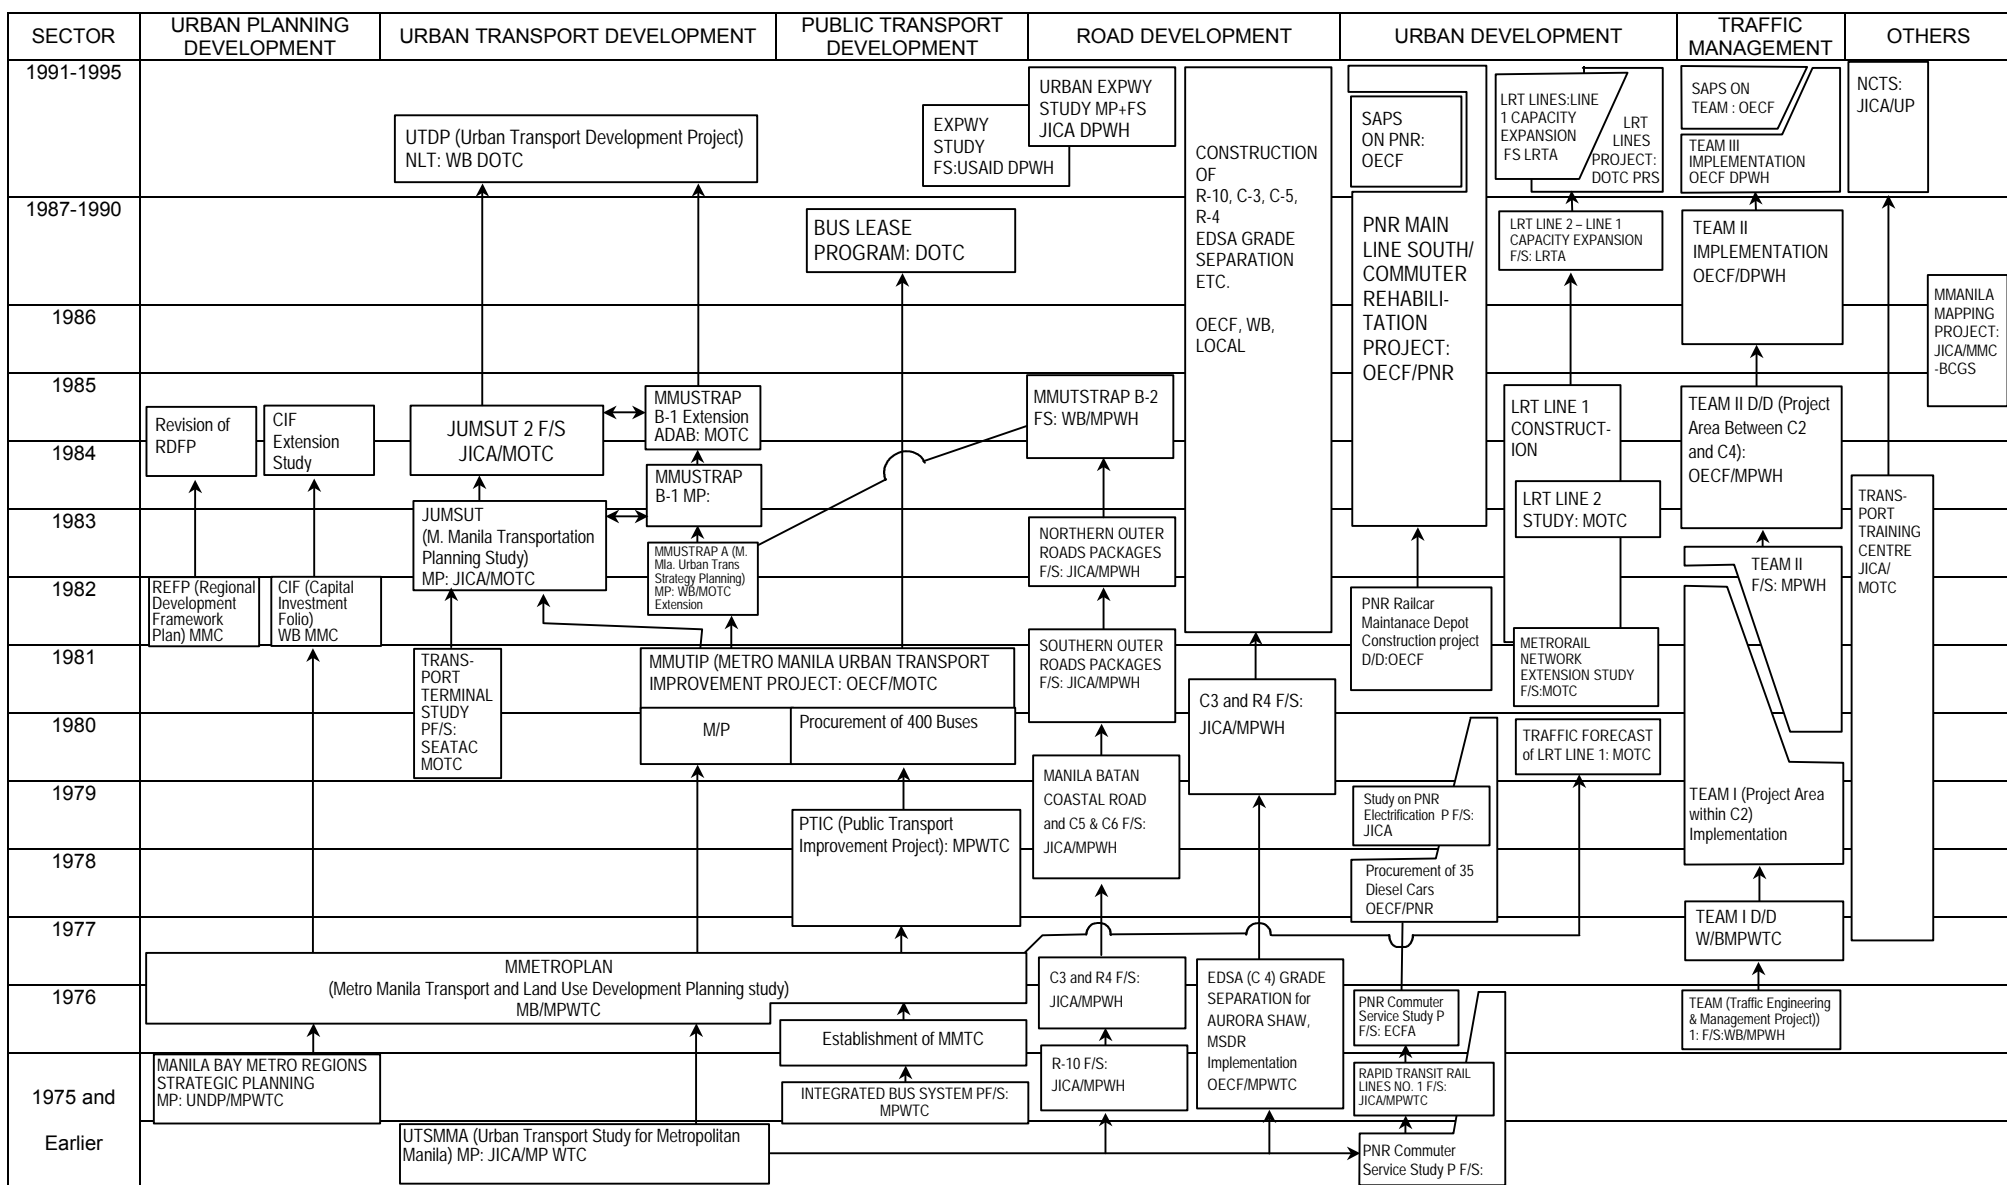 SECTOR
URBAN PLANNING
DEVELOPMENT
URBAN TRANSPORT DEVELOPMENT
PUBLIC TRANSPORT
DEVELOPMENT
ROAD DEVELOPMENT
URBAN DEVELOPMENT
TRAFFIC
MANAGEMENT
OTHERS
1991-1995
UTDP (Urban Transport Development Project)
NLT: WB DOTC
EXPWY
STUDY
FS:USAID DPWH
URBAN EXPWY
STUDY MP+FS
JICA DPWH
CONSTRUCTION
OF
R-10, C-3, C-5,
R-4
EDSA GRADE
SEPARATION
ETC.
OECF, WB,
LOCAL
SAPS
ON PNR:
OECF
LRT LINES:LINE
1 CAPACITY
EXPANSION
FS LRTA
LRT
LINES
PROJECT:
DOTC PRS
SAPS ON
TEAM : OECF
TEAM III
IMPLEMENTATION
OECF DPWH
NCTS:
JICA/UP
1987-1990
BUS LEASE
PROGRAM: DOTC
PNR MAIN
LINE SOUTH/
COMMUTER
REHABILI-
TATION
PROJECT:
OECF/PNR
LRT LINE 2 – LINE 1
CAPACITY EXPANSION
F/S: LRTA
TEAM II
IMPLEMENTATION
OECF/DPWH
MMANILA
MAPPING
PROJECT:
JICA/MMC
-BCGS
1986
1985
Revision of
RDFP
CIF
Extension
Study
JUMSUT 2 F/S
JICA/MOTC
MMUSTRAP
B-1 Extension
ADAB: MOTC
MMUTSTRAP B-2
FS: WB/MPWH
LRT LINE 1
CONSTRUCT-
ION
TEAM II D/D (Project
Area Between C2
and C4):
OECF/MPWH
1984
MMUSTRAP
B-1 MP:
LRT LINE 2
STUDY: MOTC
TRANS-
PORT
TRAINING
CENTRE
JICA/
MOTC
1983
JUMSUT
(M. Manila Transportation
Planning Study)
MP: JICA/MOTC
MMUSTRAP A (M.
Mla. Urban Trans
Strategy Planning)
MP: WB/MOTC
Extension
NORTHERN OUTER
ROADS PACKAGES
F/S: JICA/MPWH
TEAM II
F/S: MPWH
1982
REFP (Regional
Development
Framework
Plan) MMC
CIF (Capital
Investment
Folio)
WB MMC
PNR Railcar
Maintanace Depot
Construction project
D/D:OECF
1981
TRANS-
PORT
TERMINAL
STUDY
PF/S:
SEATAC
MOTC
MMUTIP (METRO MANILA URBAN TRANSPORT
IMPROVEMENT PROJECT: OECF/MOTC
SOUTHERN OUTER
ROADS PACKAGES
F/S: JICA/MPWH
C3 and R4 F/S:
JICA/MPWH
METRORAIL
NETWORK
EXTENSION STUDY
F/S:MOTC
1980
M/P
Procurement of 400 Buses
TRAFFIC FORECAST
of LRT LINE 1: MOTC
1979
PTIC (Public Transport
Improvement Project): MPWTC
MANILA BATAN
COASTAL ROAD
and C5 & C6 F/S:
JICA/MPWH
Study on PNR
Electrification P F/S:
JICA
TEAM I (Project Area
within C2)
Implementation
1978
Procurement of 35
Diesel Cars
OECF/PNR
1977
TEAM I D/D
W/BMPWTC
MMETROPLAN
(Metro Manila Transport and Land Use Development Planning study)
MB/MPWTC
C3 and R4 F/S:
JICA/MPWH
EDSA (C 4) GRADE
SEPARATION for
AURORA SHAW,
MSDR
Implementation
OECF/MPWTC
1976
Establishment of MMTC
PNR Commuter
Service Study P
F/S: ECFA
TEAM (Traffic Engineering
& Management Project))
1: F/S:WB/MPWH
1975 and
Earlier
MANILA BAY METRO REGIONS
STRATEGIC PLANNING
MP: UNDP/MPWTC
INTEGRATED BUS SYSTEM PF/S:
MPWTC
R-10 F/S:
JICA/MPWH
RAPID TRANSIT RAIL
LINES NO. 1 F/S:
JICA/MPWTC
UTSMMA (Urban Transport Study for Metropolitan
Manila) MP: JICA/MP WTC
PNR Commuter
Service Study P F/S: